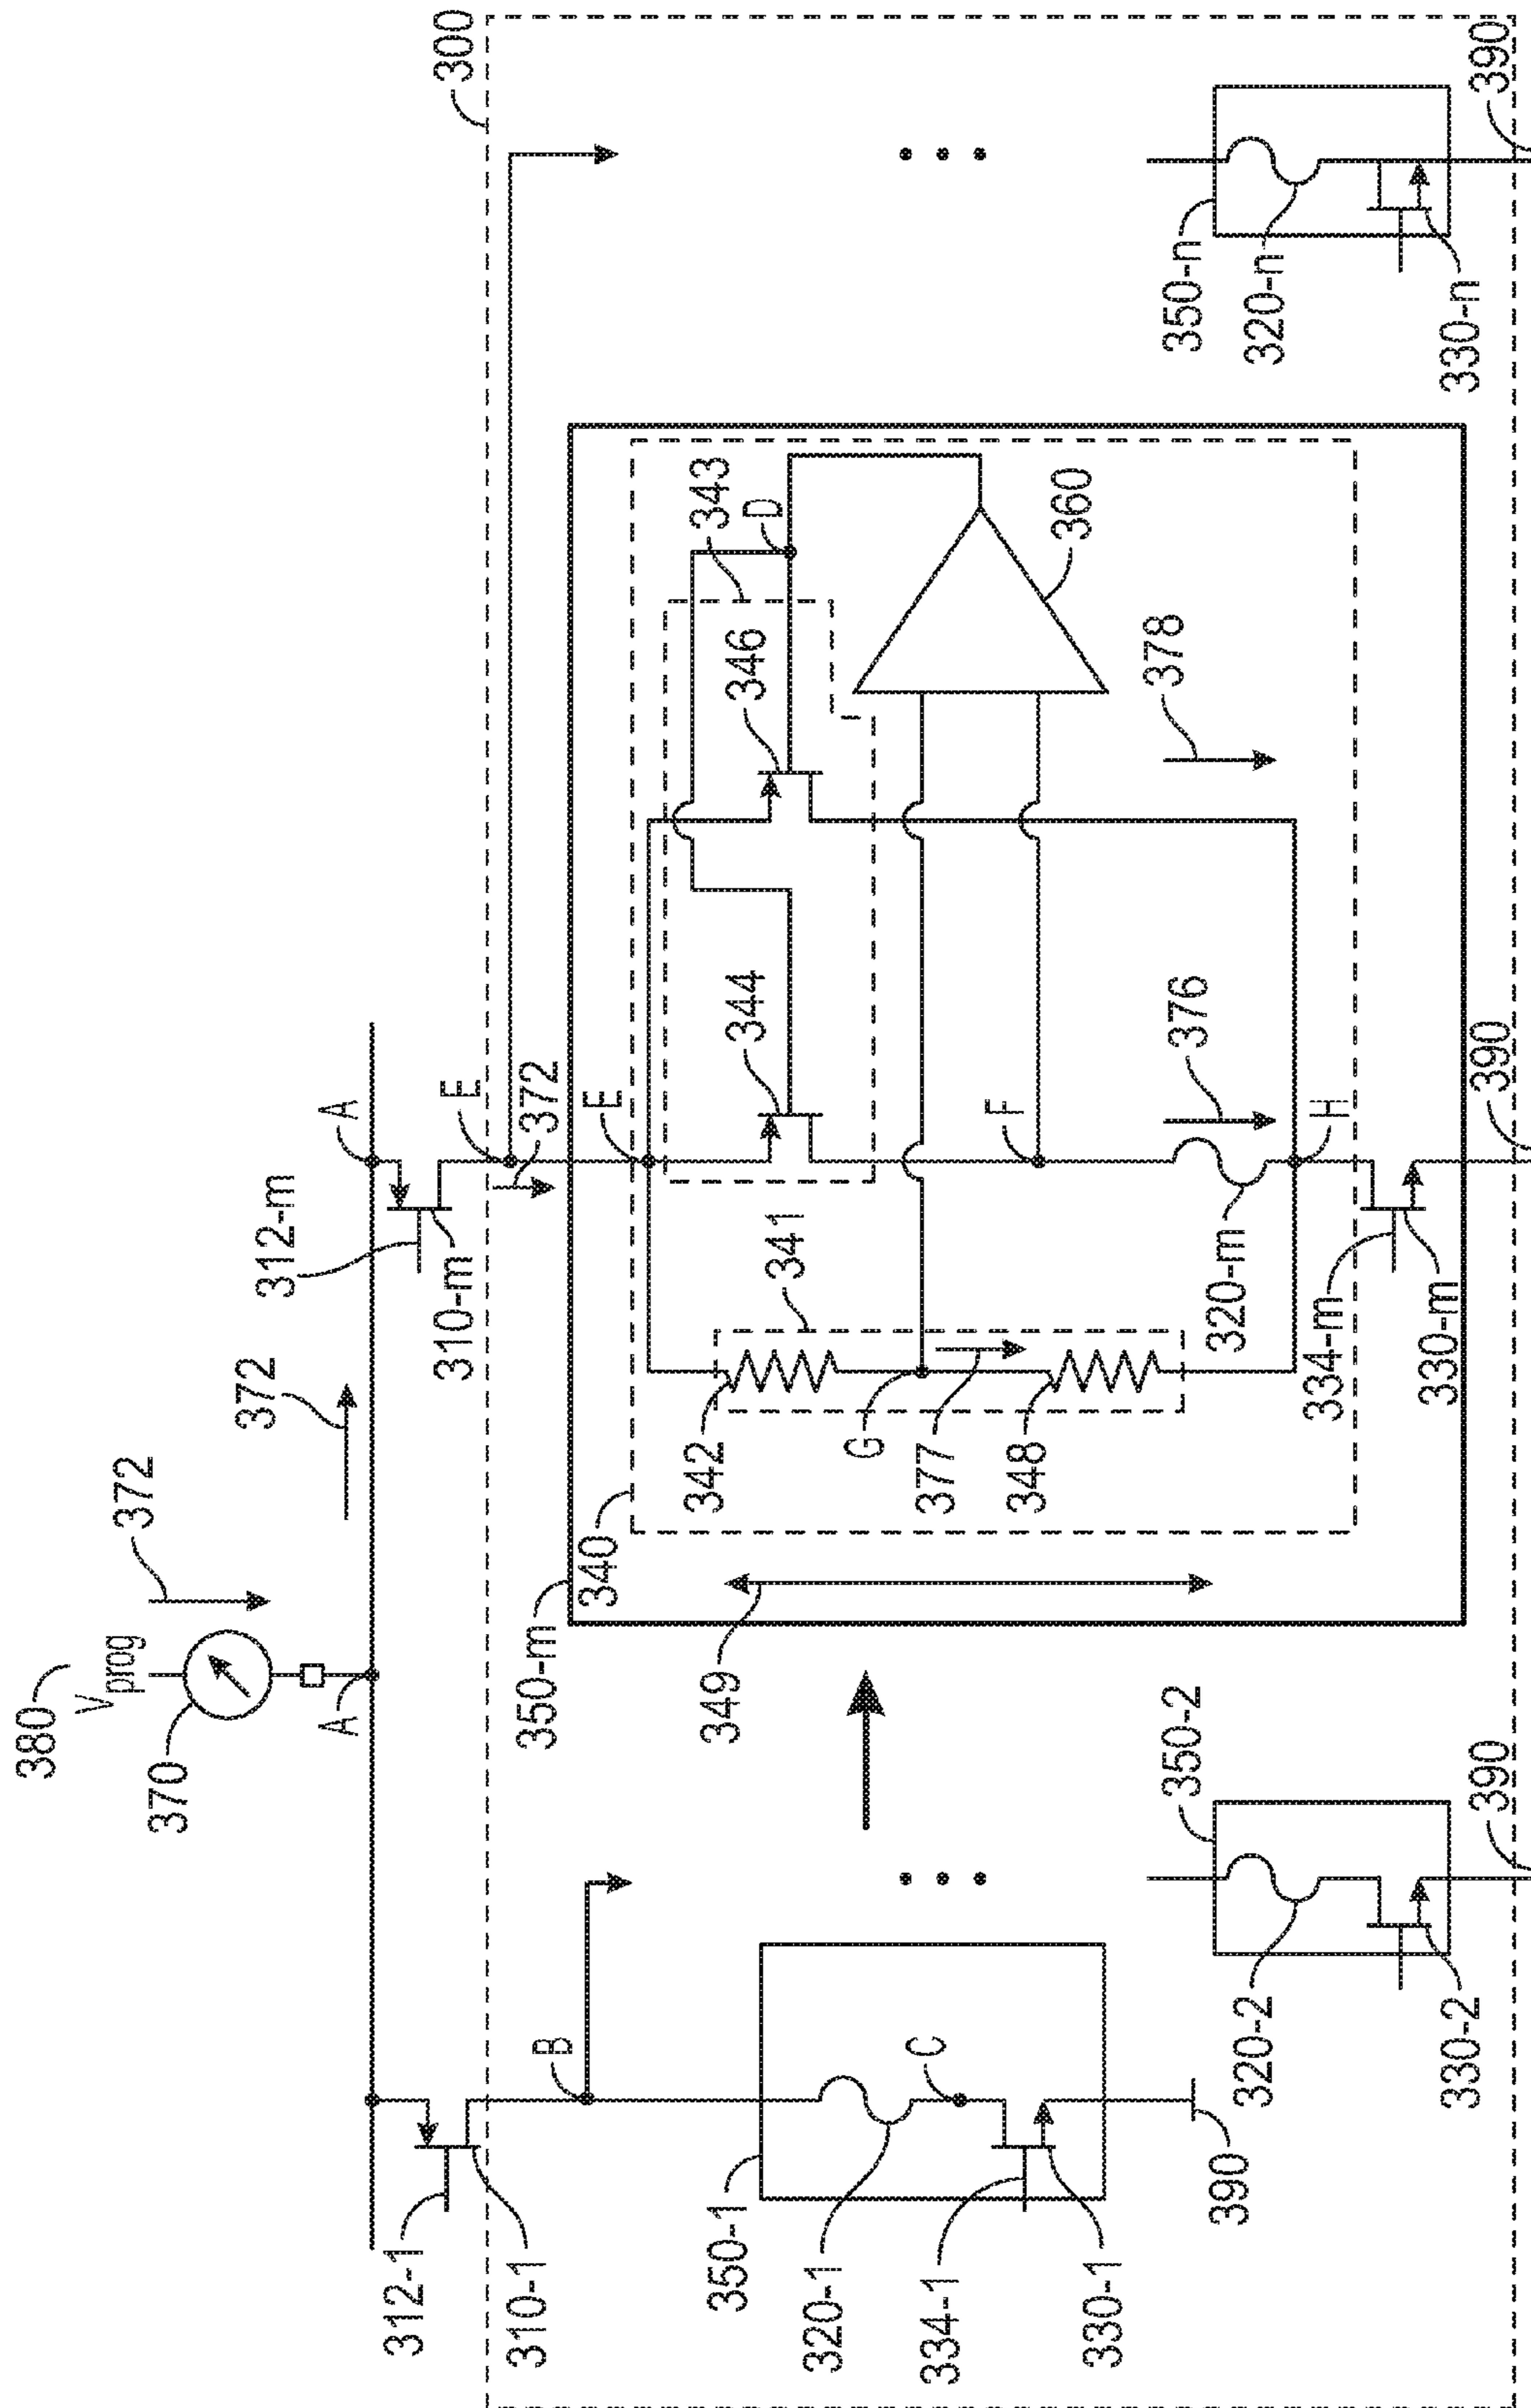 380
Vprog
372
370
372
A
A
312-m
310-m
E
372
300
312-1
310-1
B
350-m
340
E
341
342
G
377
348
344
343
D
346
360
F
376
378
320-m
H
334-m
330-m
390
349
350-1
320-1
C
334-1
330-1
390
350-2
320-2
330-2
390
350-n
320-n
330-n
390